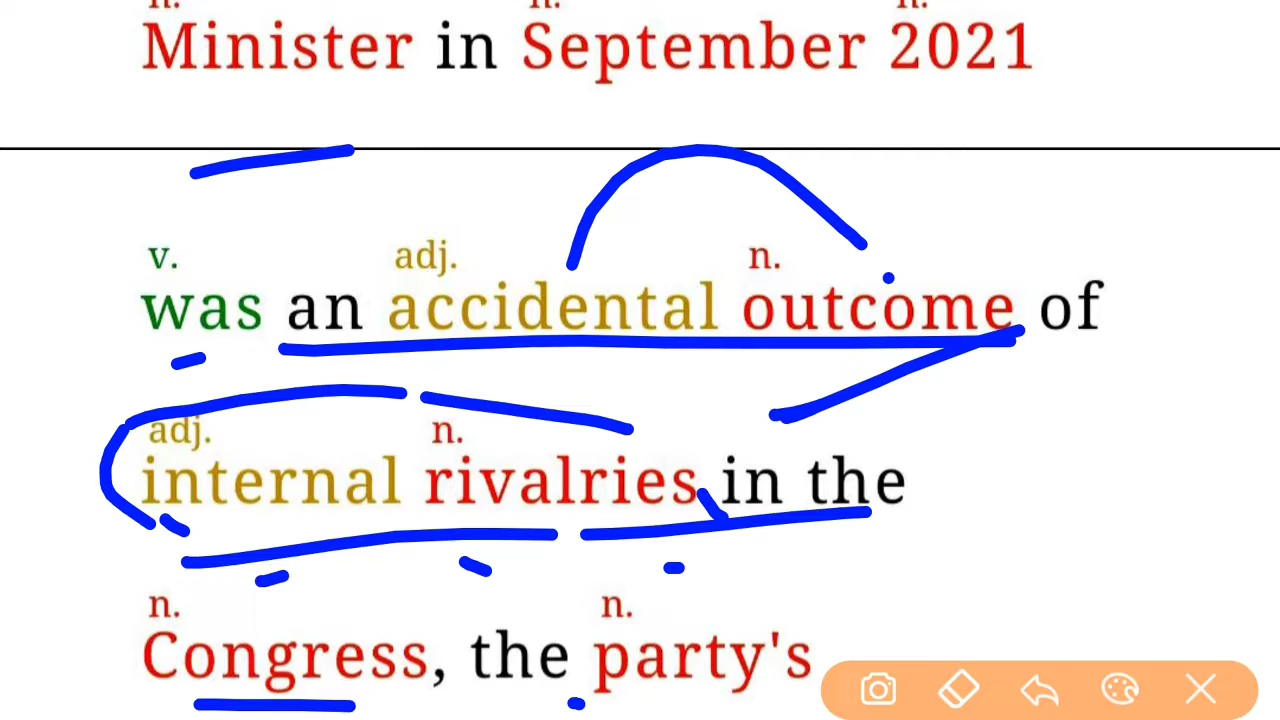 Minister in September 2021
v. adj. n.
was an accidental outcome of
adj. n.
internal rivalries in the
n. n.
Congress, the party's